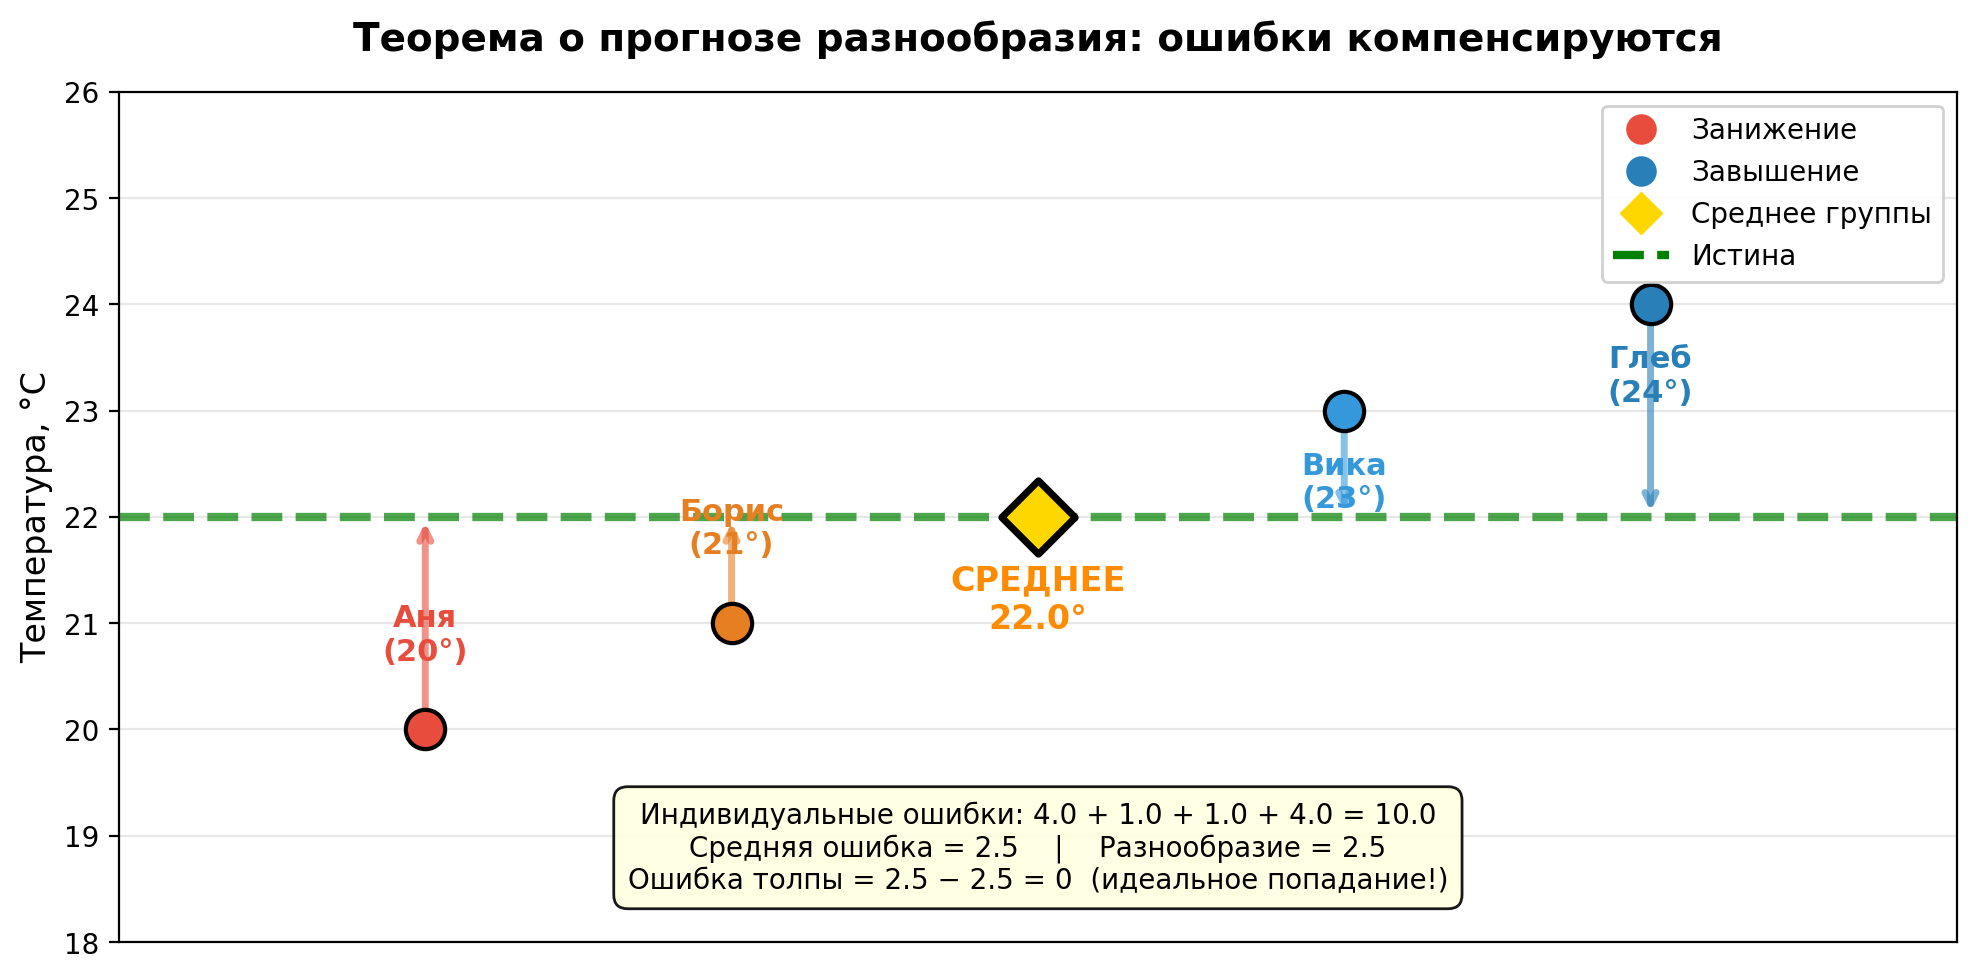 Теорема о прогнозе разнообразия: ошибки компенсируются
Температура, °C
26
25
24
23
22
21
20
19
18
Занижение
Завышение
Среднее группы
Истина
Аня
(20°)
Борис
(21°)
СРЕДНЕЕ
22.0°
Вика
(23°)
Глеб
(24°)
Индивидуальные ошибки: 4.0 + 1.0 + 1.0 + 4.0 = 10.0
Средняя ошибка = 2.5 | Разнообразие = 2.5
Ошибка толпы = 2.5 − 2.5 = 0 (идеальное попадание!)